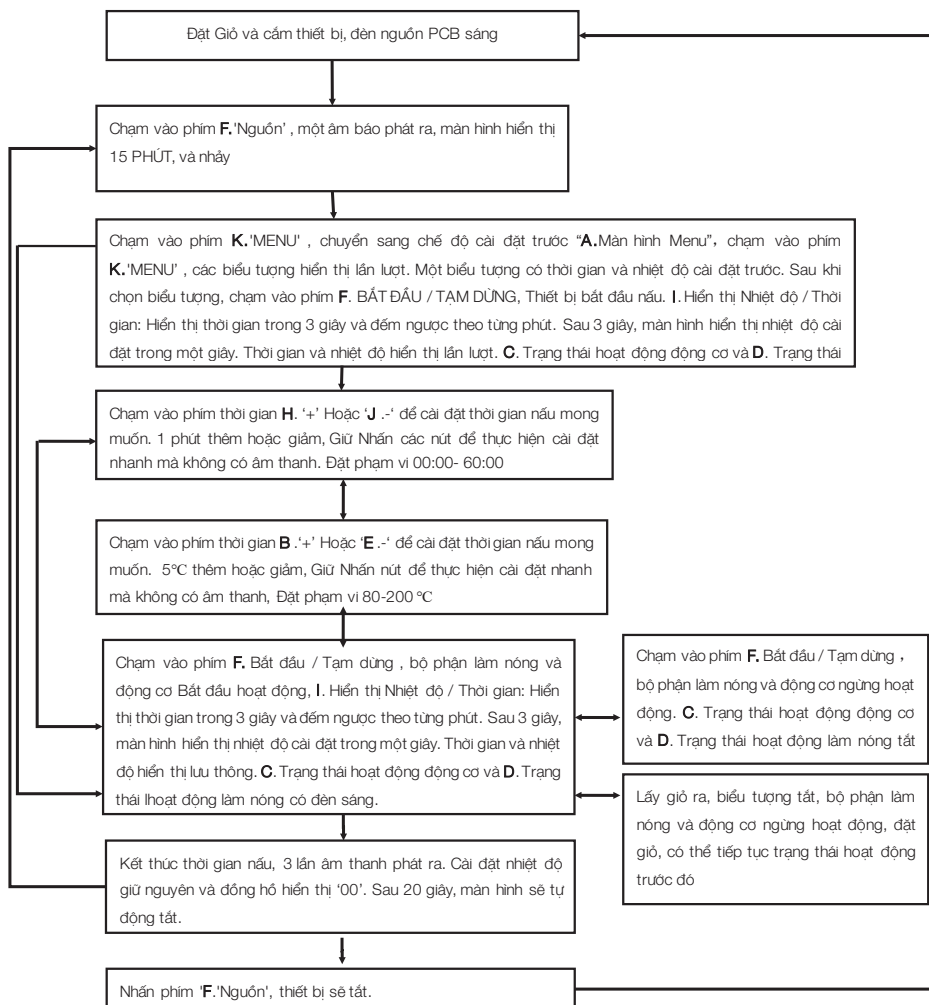 Đặt Giỏ và cắm thiết bị, đèn nguồn PCB sáng
Chạm vào phím F.'Nguồn' , một âm báo phát ra, màn hình hiển thị
15 PHÚT, và nhảy
Chạm vào phím K.'MENU' , chuyển sang chế độ cài đặt trước “A.Màn hình Menu”, chạm vào phím
K.'MENU' , các biểu tượng hiển thị lần lượt. Một biểu tượng có thời gian và nhiệt độ cài đặt trước. Sau khi
chọn biểu tượng, chạm vào phím F. BẮT ĐẦU / TẠM DỪNG, Thiết bị bắt đầu nấu. I. Hiển thị Nhiệt độ / Thời
gian: Hiển thị thời gian trong 3 giây và đếm ngược theo từng phút. Sau 3 giây, màn hình hiển thị nhiệt độ cài
đặt trong một giây. Thời gian và nhiệt độ hiển thị lần lượt. C. Trạng thái hoạt động động cơ và D. Trạng thái
Chạm vào phím thời gian H. ‘+’ Hoặc ‘J .-‘ để cài đặt thời gian nấu mong
muốn. 1 phút thêm hoặc giảm, Giữ Nhấn các nút để thực hiện cài đặt
nhanh mà không có âm thanh. Đặt phạm vi 00:00- 60:00
Chạm vào phím thời gian B .‘+’ Hoặc ‘E .-‘ để cài đặt thời gian nấu mong
muốn. 5℃ thêm hoặc giảm, Giữ Nhấn nút để thực hiện cài đặt nhanh
mà không có âm thanh, Đặt phạm vi 80-200 ℃
Chạm vào phím F. Bắt đầu / Tạm dừng , bộ phận làm nóng và
động cơ Bắt đầu hoạt động, I. Hiển thị Nhiệt độ / Thời gian: Hiển
thị thời gian trong 3 giây và đếm ngược theo từng phút. Sau 3 giây,
màn hình hiển thị nhiệt độ cài đặt trong một giây. Thời gian và nhiệt
độ hiển thị lưu thông. C. Trạng thái hoạt động động cơ và D. Trạng
thái lhoạt động làm nóng có đèn sáng.
Chạm vào phím F. Bắt đầu / Tạm dừng ,
bộ phận làm nóng và động cơ ngừng hoạt
động. C. Trạng thái hoạt động động cơ
và D. Trạng thái hoạt động làm nóng tắt
Lấy giỏ ra, biểu tượng tắt, bộ phận làm
nóng và động cơ ngừng hoạt động, đặt
giỏ, có thể tiếp tục trạng thái hoạt động
trước đó
Kết thúc thời gian nấu, 3 lần âm thanh phát ra. Cài đặt nhiệt độ
giữ nguyên và đồng hồ hiển thị ‘00’. Sau 20 giây, màn hình sẽ tự
động tắt.
Nhấn phím 'F.'Nguồn', thiết bị sẽ tắt.